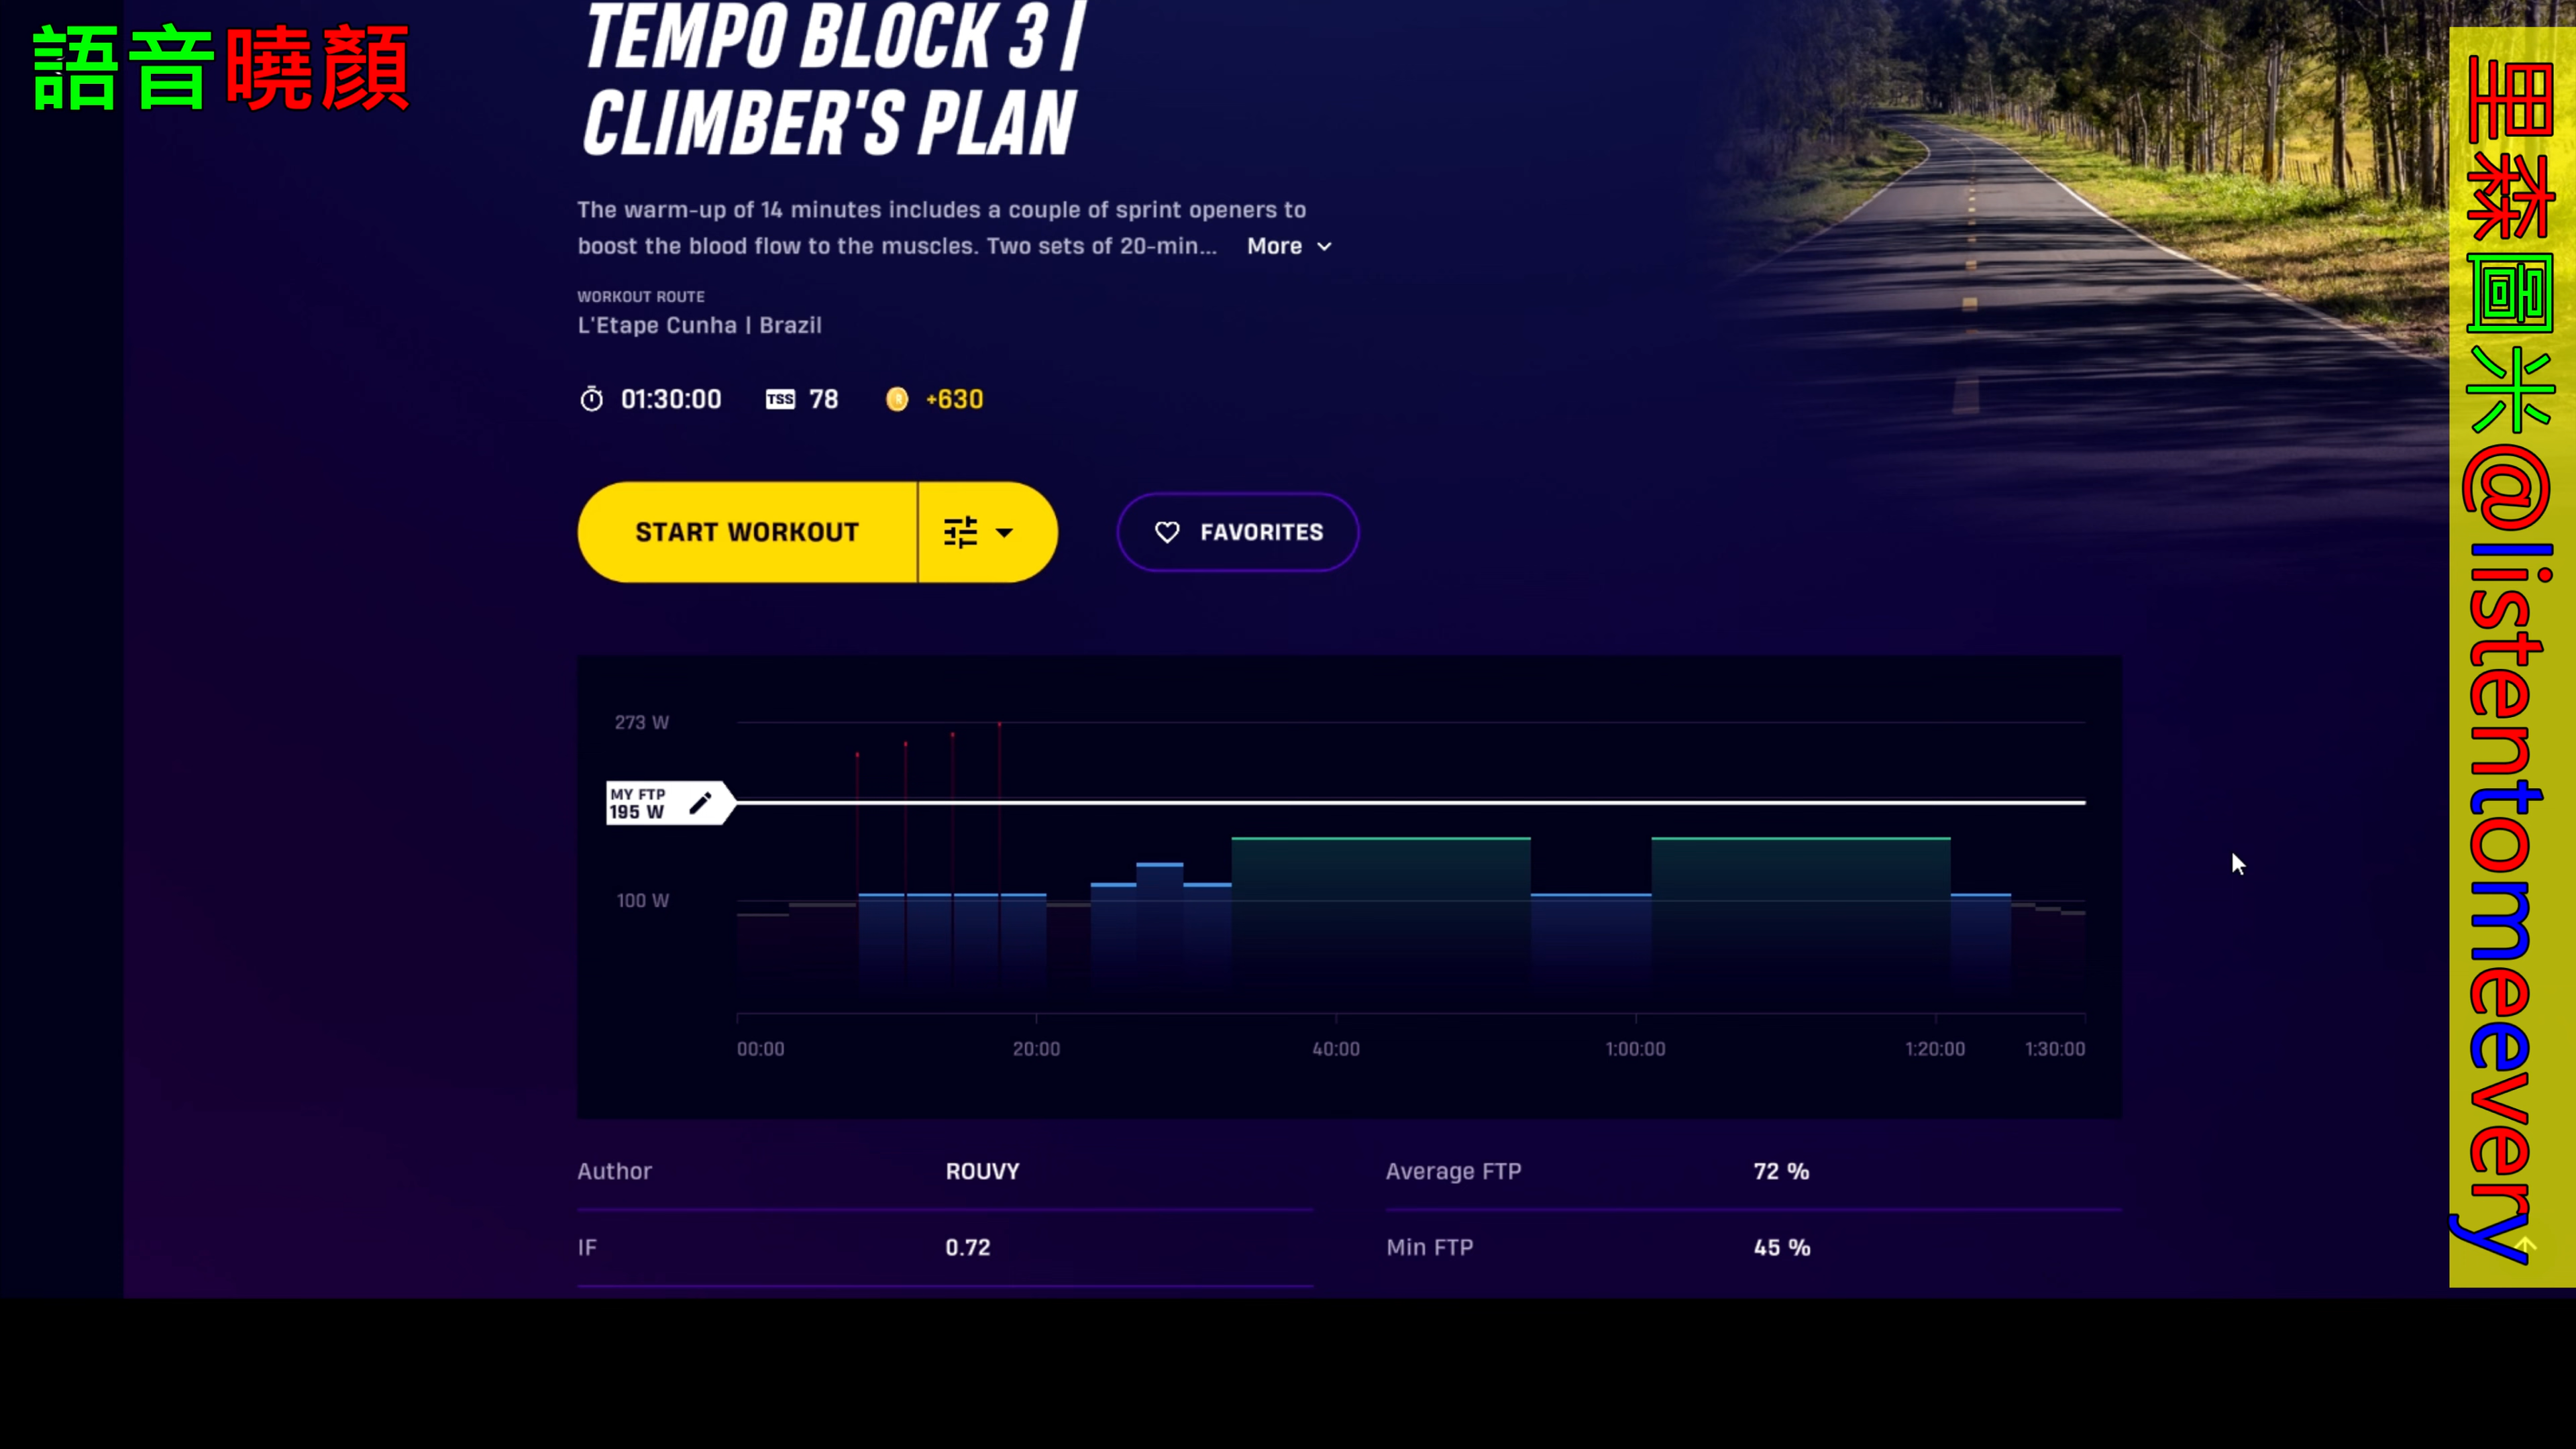 語音曉顏
TEMPO BLOCK 3 |
CLIMBER'S PLAN
The warm-up of 14 minutes includes a couple of sprint openers to
boost the blood flow to the muscles. Two sets of 20-min... More
WORKOUT ROUTE
L'Etape Cunha | Brazil
01:30:00 TSS 78 +630
START WORKOUT FAVORITES
273 W
MY FTP
195 W
100 W
00:00 20:00 40:00 1:00:00 1:20:00 1:30:00
Author ROUVY Average FTP 72 %
IF 0.72 Min FTP 45 %
里森圖米@listentomeevery